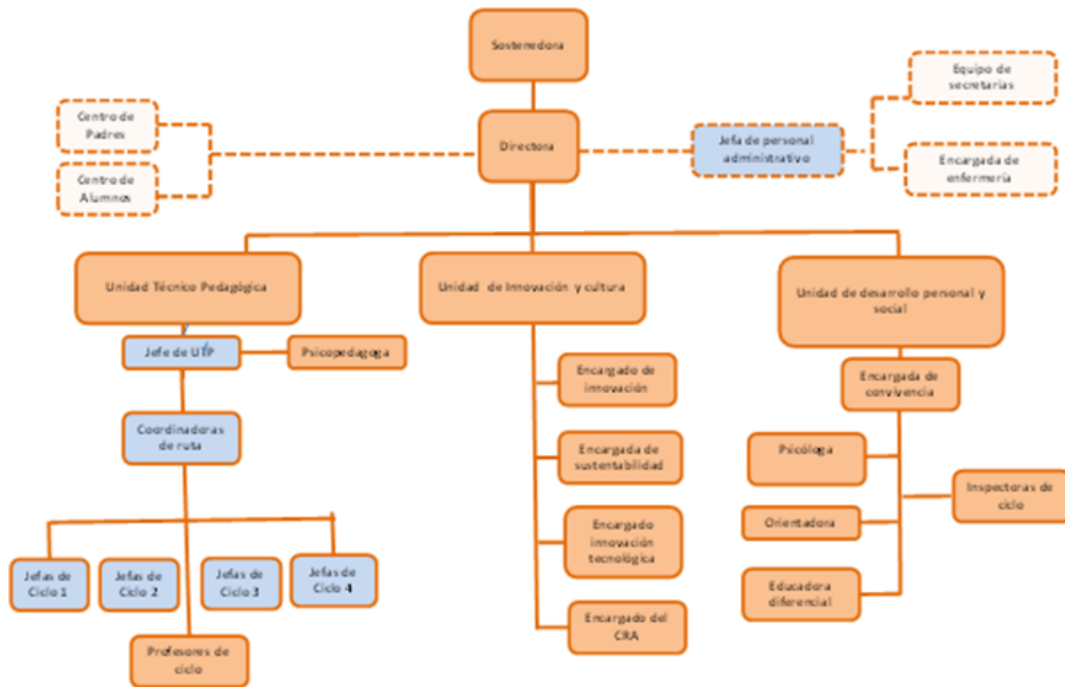 Sostenedora
Equipo de
secretarias
Centro de
Padres
Directora
Jefa de personal
administrativo
Encargada de
enfermería
Centro de
Alumnos
Unidad Técnico Pedagógica
Unidad de Innovación y cultura
Unidad de desarrollo personal y
social
Jefe de UTP
Psicopedagoga
Encargado de
innovación
Encargada de
convivencia
Coordinadoras
de ruta
Encargada de
sustentabilidad
Psicóloga
Inspectoras de
ciclo
Orientadora
Encargado
innovación
tecnológica
Jefas de
Ciclo 1
Jefas de
Ciclo 2
Jefas de
Ciclo 3
Jefas de
Ciclo 4
Educadora
diferencial
Encargado del
CRA
Profesores de
ciclo